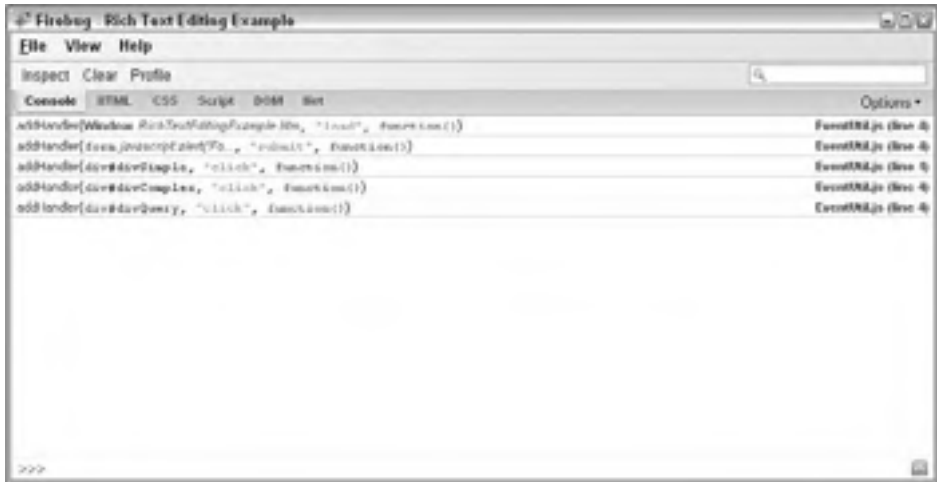 Firebug - Rich Text Editing Example
File View Help
Inspect Clear Profile
Console HTML CSS Script DOM Net Options
addHandler(Window RichTextEditingExample.htm, "load", function()) EventUtil.js (line 4)
addHandler(form javascript:alert('Fo..., "submit", function()) EventUtil.js (line 4)
addHandler(div#divSimple, "click", function()) EventUtil.js (line 4)
addHandler(div#divComplex, "click", function()) EventUtil.js (line 4)
addHandler(div#divQuery, "click", function()) EventUtil.js (line 4)
>>>